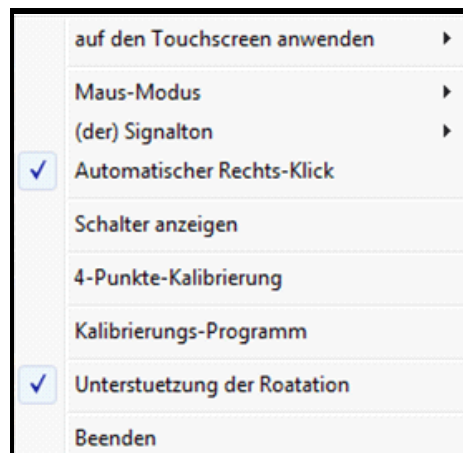 auf den Touchscreen anwenden
Maus-Modus
(der) Signalton
Automatischer Rechts-Klick
Schalter anzeigen
4-Punkte-Kalibrierung
Kalibrierungs-Programm
Unterstuetzung der Roatation
Beenden